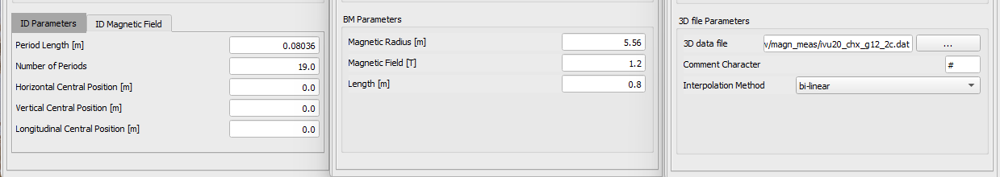 ID Parameters
ID Magnetic Field
Period Length [m]
0.08036
Number of Periods
19.0
Horizontal Central Position [m]
0.0
Vertical Central Position [m]
0.0
Longitudinal Central Position [m]
0.0
BM Parameters
Magnetic Radius [m]
5.56
Magnetic Field [T]
1.2
Length [m]
0.8
3D file Parameters
3D data file
/magn_meas/ivu20_chx_g12_2c.dat
...
Comment Character
#
Interpolation Method
bi-linear